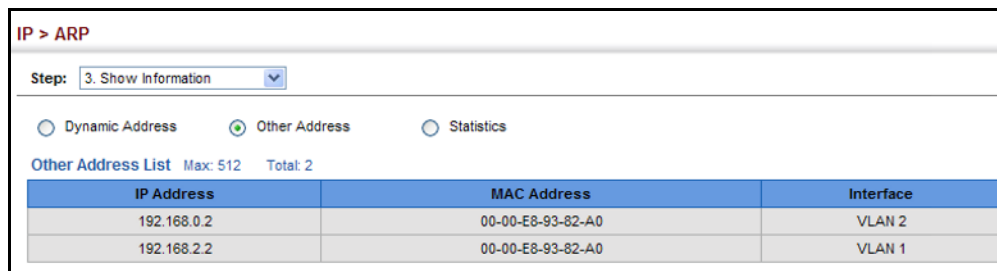 IP > ARP
Step: 3. Show Information
Dynamic Address Other Address Statistics
Other Address List Max: 512 Total: 2
IP Address MAC Address Interface
192.168.0.2 00-00-E8-93-82-A0 VLAN 2
192.168.2.2 00-00-E8-93-82-A0 VLAN 1